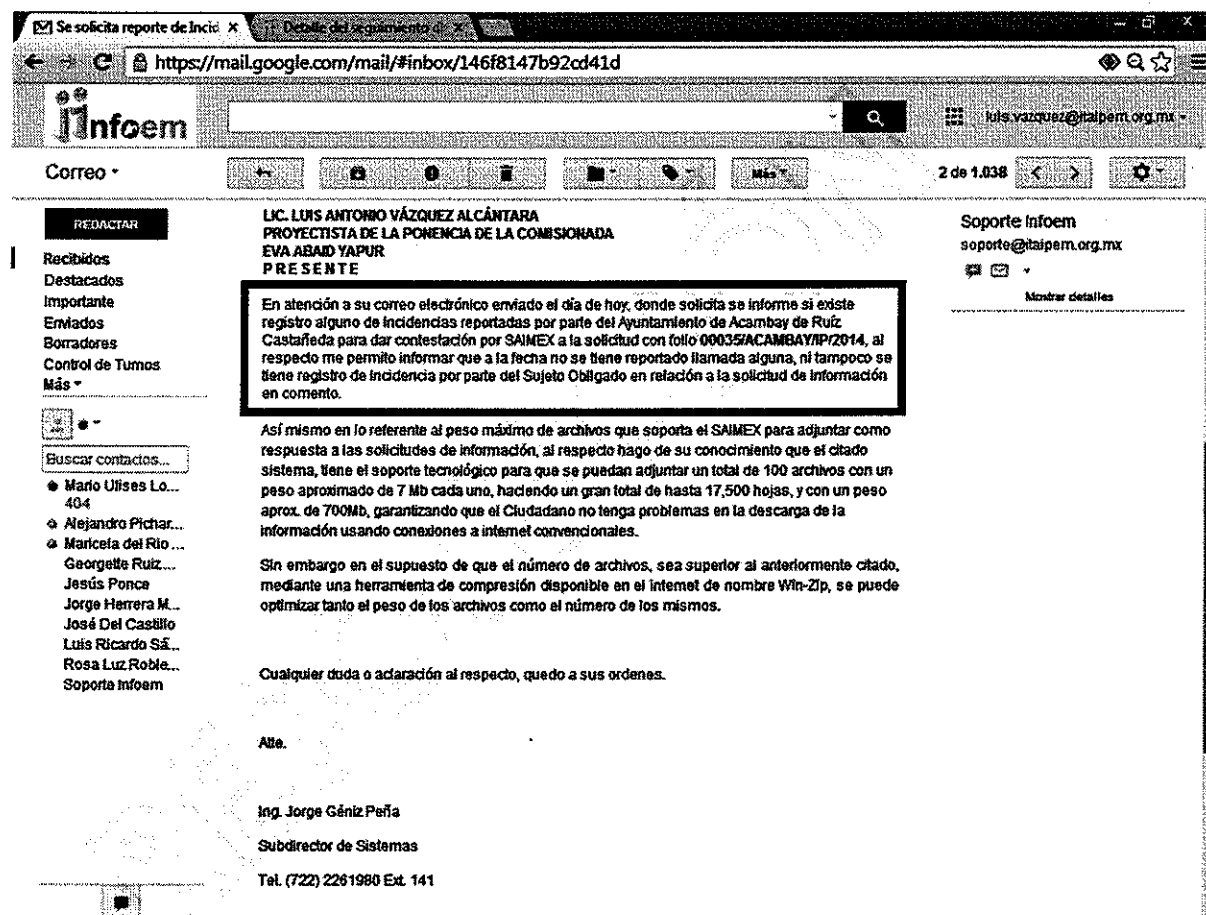 Se solicita reporte de Incid x
Detalle del seguimiento d
https://mail.google.com/mail/#inbox/146f8147b92cd41d
infoem
luis.vazquez@itaipem.org.mx
Correo
Más
2 de 1.038
REDACTAR
Recibidos
Destacados
Importante
Enviados
Borradores
Control de Turnos
Más
Buscar contactos...
Mario Ulises Lo...
404
Alejandro Pichar...
Maricela del Río ...
Georgette Ruiz...
Jesús Ponce
Jorge Herrera M...
José Del Castillo
Luis Ricardo Sá...
Rosa Luz Roble...
Soporte Infoem
LIC. LUIS ANTONIO VÁZQUEZ ALCÁNTARA
PROYECTISTA DE LA PONENCIA DE LA COMISIONADA
EVA ABAID YAPUR
P R E S E N T E
En atención a su correo electrónico enviado el día de hoy, donde solicita se informe si existe
registro alguno de incidencias reportadas por parte del Ayuntamiento de Acambay de Ruíz
Castañeda para dar contestación por SAIMEX a la solicitud con folio 00035/ACAMBAY/IP/2014, al
respecto me permito informar que a la fecha no se tiene reportado llamada alguna, ni tampoco se
tiene registro de incidencia por parte del Sujeto Obligado en relación a la solicitud de información
en comento.
Así mismo en lo referente al peso máximo de archivos que soporta el SAIMEX para adjuntar como
respuesta a las solicitudes de información, al respecto hago de su conocimiento que el citado
sistema, tiene el soporte tecnológico para que se puedan adjuntar un total de 100 archivos con un
peso aproximado de 7 Mb cada uno, haciendo un gran total de hasta 17,500 hojas, y con un peso
aprox. de 700Mb, garantizando que el Ciudadano no tenga problemas en la descarga de la
información usando conexiones a internet convencionales.
Sin embargo en el supuesto de que el número de archivos, sea superior al anteriormente citado,
mediante una herramienta de compresión disponible en el internet de nombre Win-Zip, se puede
optimizar tanto el peso de los archivos como el número de los mismos.
Cualquier duda o aclaración al respecto, quedo a sus ordenes.
Atte.
Ing. Jorge Géniz Peña
Subdirector de Sistemas
Tel. (722) 2261980 Ext. 141
Soporte Infoem
soporte@itaipem.org.mx
Mostrar detalles